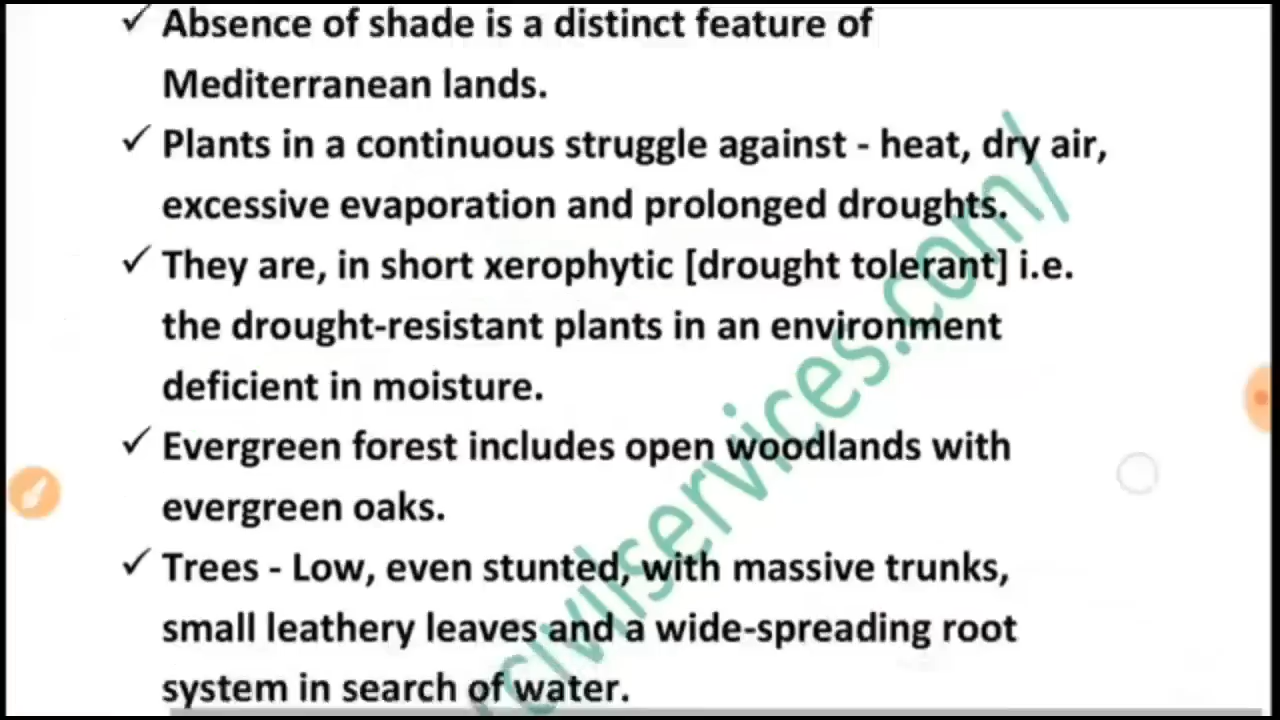 ✓ Absence of shade is a distinct feature of
Mediterranean lands.
✓ Plants in a continuous struggle against - heat, dry air,
excessive evaporation and prolonged droughts.
✓ They are, in short xerophytic [drought tolerant] i.e.
the drought-resistant plants in an environment
deficient in moisture.
✓ Evergreen forest includes open woodlands with
evergreen oaks.
✓ Trees - Low, even stunted, with massive trunks,
small leathery leaves and a wide-spreading root
system in search of water.
rcivilservices.com/